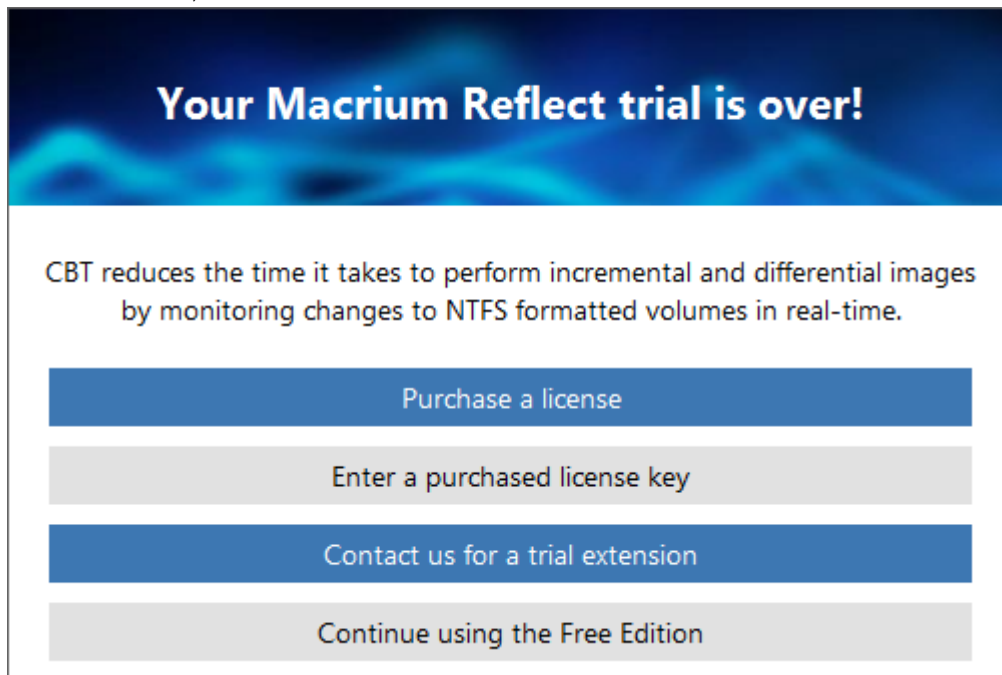 Your Macrium Reflect trial is over!
CBT reduces the time it takes to perform incremental and differential images
by monitoring changes to NTFS formatted volumes in real-time.
Purchase a license
Enter a purchased license key
Contact us for a trial extension
Continue using the Free Edition